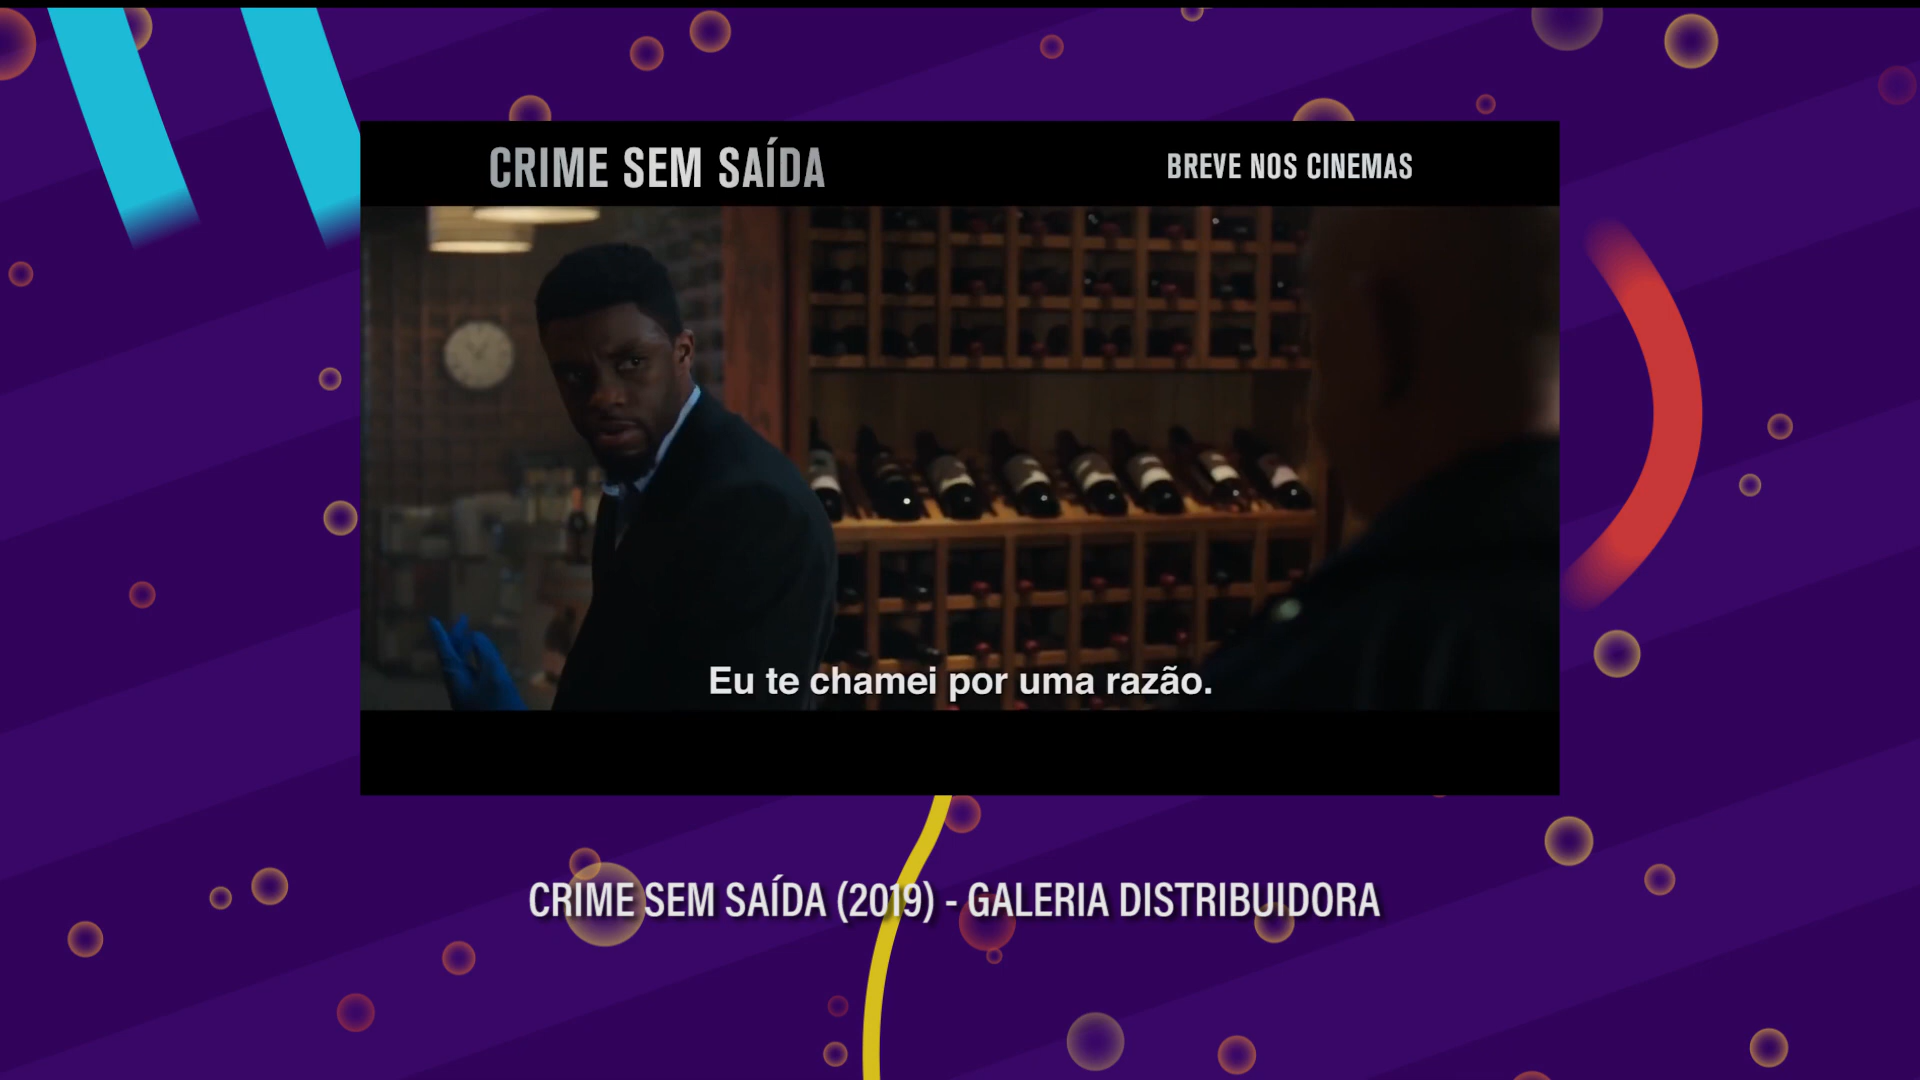 CRIME SEM SAÍDA
BREVE NOS CINEMAS
Eu te chamei por uma razão.
CRIME SEM SAÍDA (2019) - GALERIA DISTRIBUIDORA